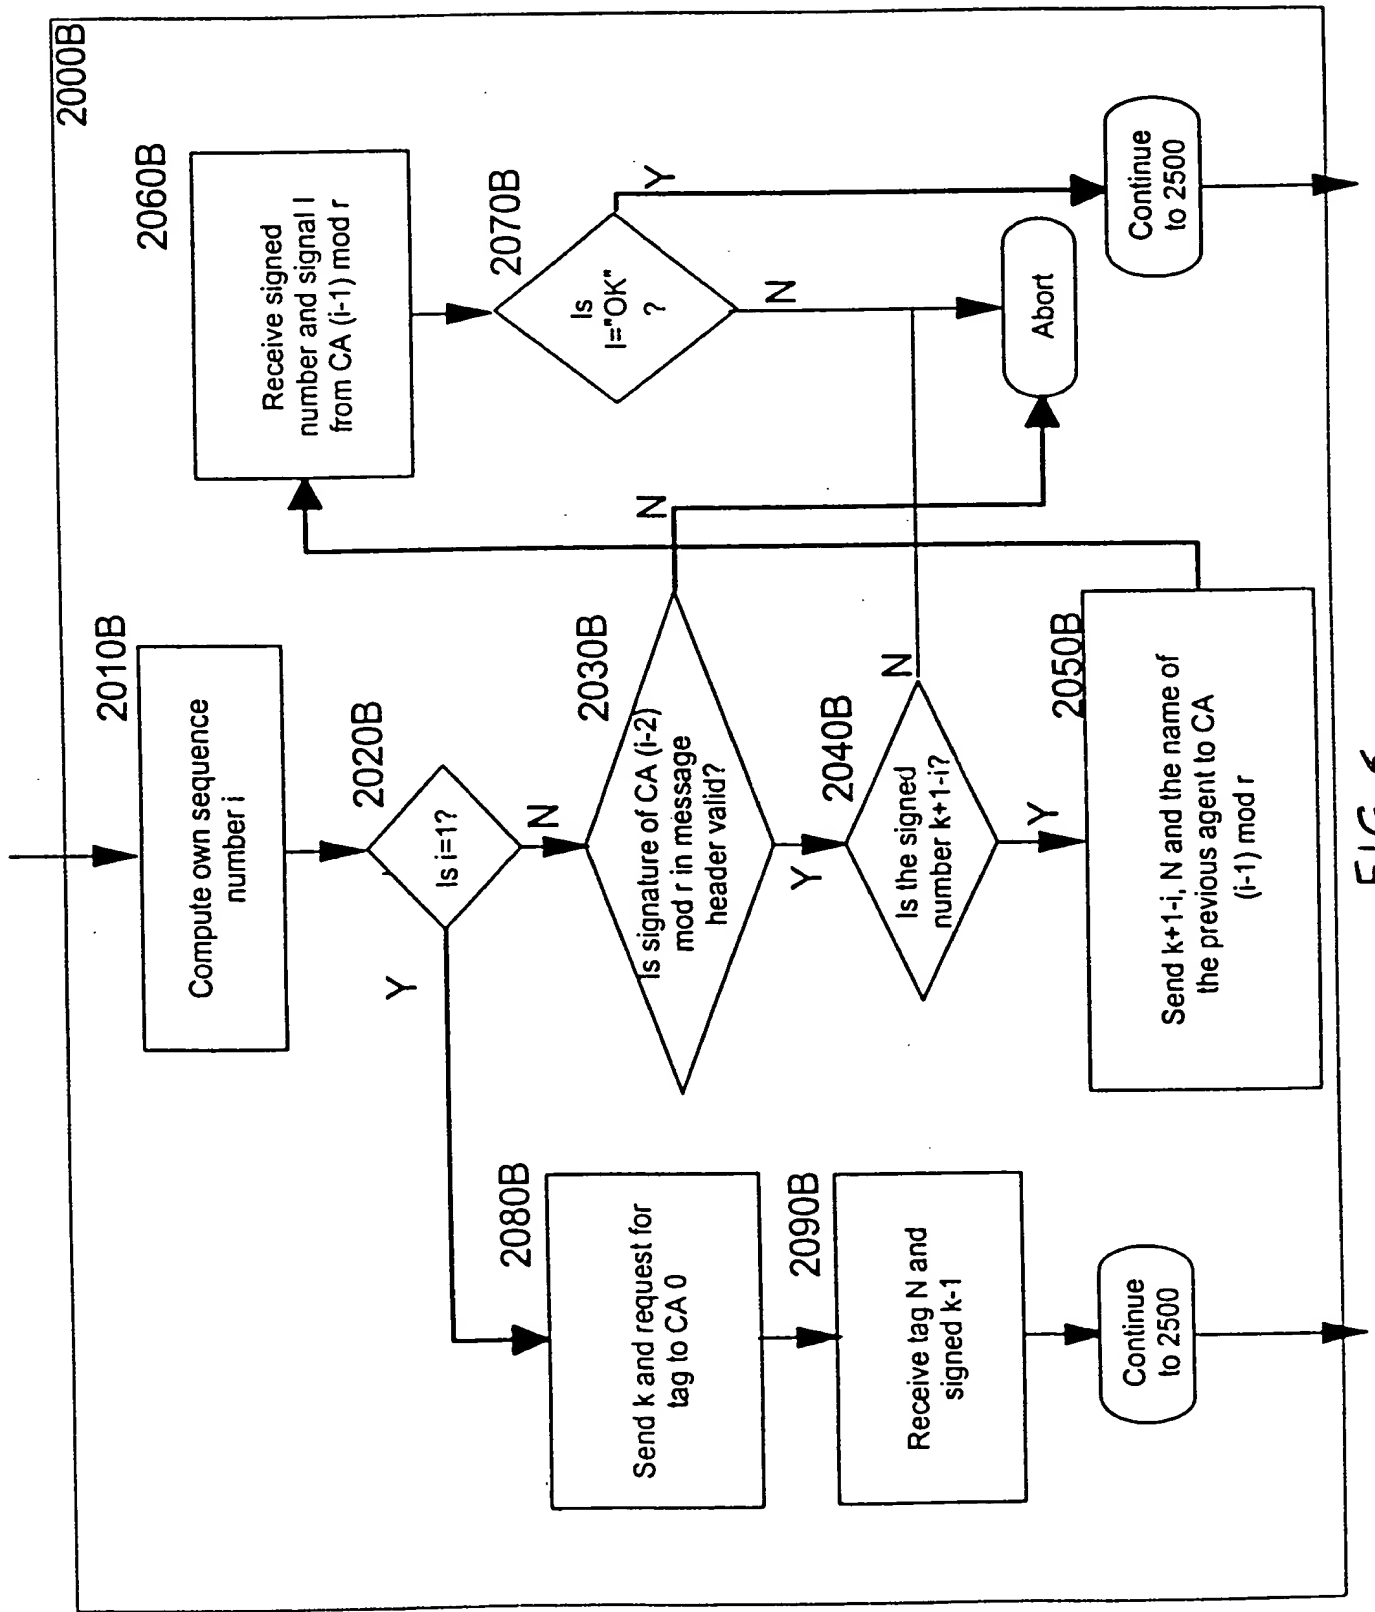 2000B
2010B
Compute own sequence
number i
2020B
Is i=1?
Y
N
2030B
Is signature of CA (i-2)
mod r in message
header valid?
N
Y
2040B
Is the signed
number k+1-i?
N
Y
2050B
Send k+1-i, N and the name of
the previous agent to CA
(i-1) mod r
2060B
Receive signed
number and signal I
from CA (i-1) mod r
2070B
Is
I="OK"
?
Y
N
Abort
Continue
to 2500
2080B
Send k and request for
tag to CA 0
2090B
Receive tag N and
signed k-1
Continue
to 2500